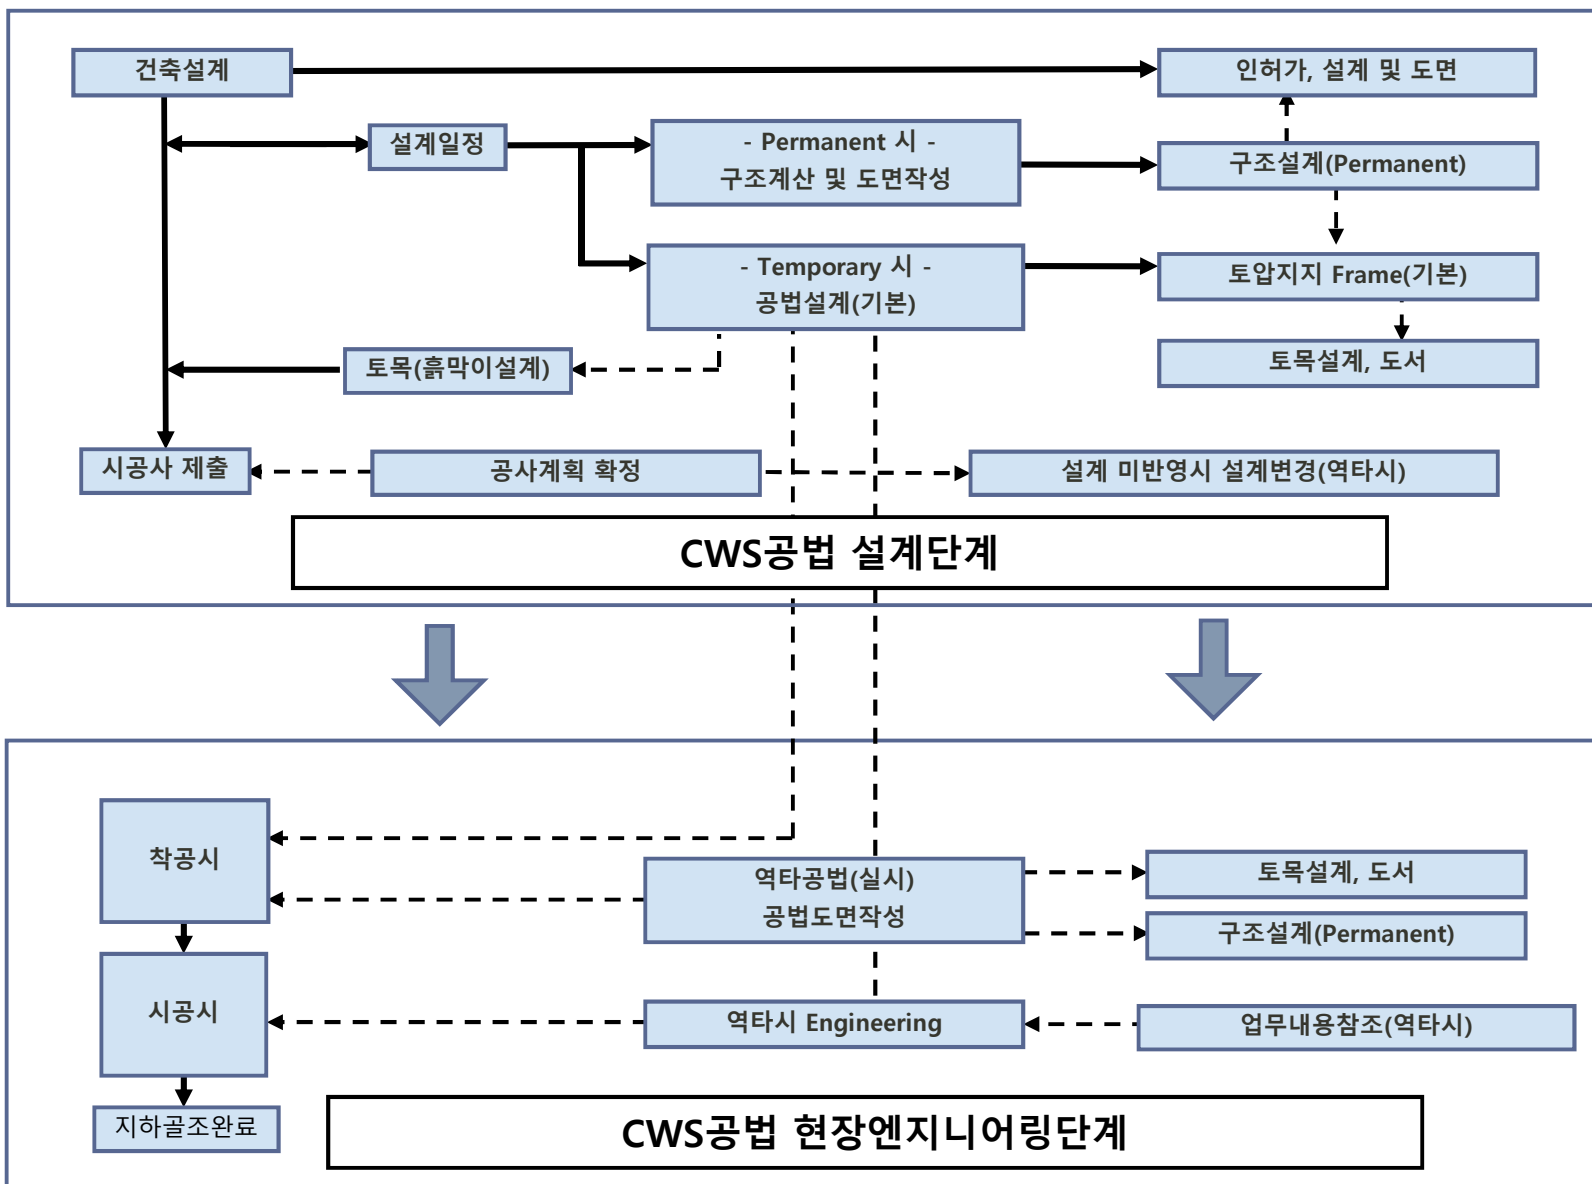 건축설계
인허가, 설계 및 도면
설계일정
- Permanent 시 -
구조계산 및 도면작성
구조설계(Permanent)
- Temporary 시 -
공법설계(기본)
토압지지 Frame(기본)
토목(흙막이설계)
토목설계, 도서
시공사 제출
공사계획 확정
설계 미반영시 설계변경(역타시)
CWS공법 설계단계
착공시
역타공법(실시)
공법도면작성
토목설계, 도서
구조설계(Permanent)
시공시
역타시 Engineering
업무내용참조(역타시)
지하골조완료
CWS공법 현장엔지니어링단계